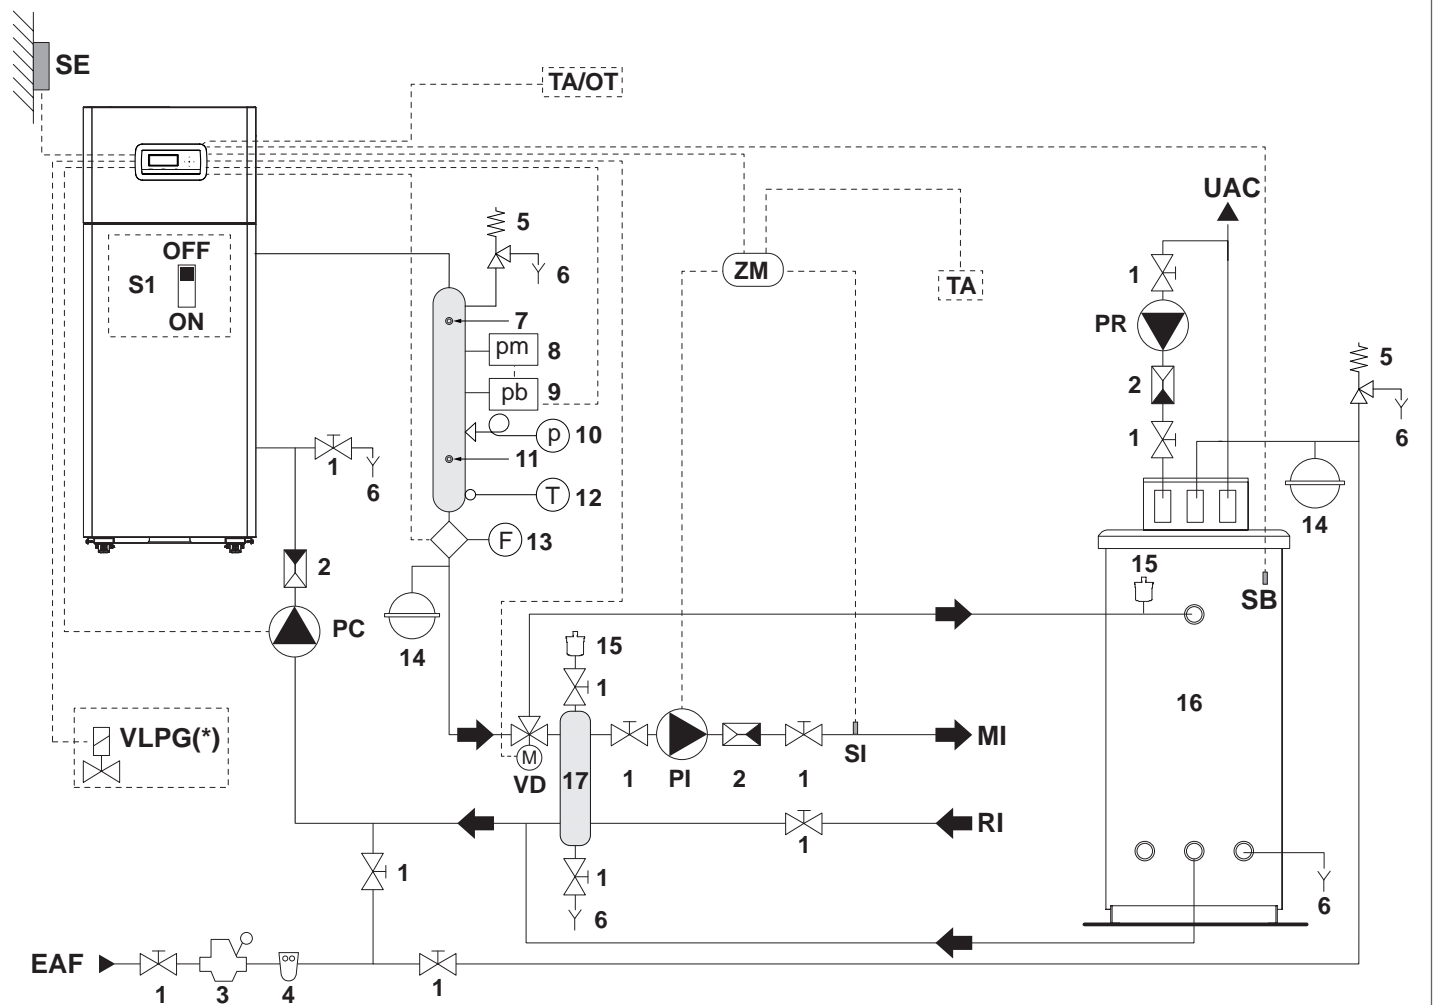 SE
TA/OT
UAC
OFF
S1
ON
5
6
ZM
TA
1
PR
7
pm 8
pb 9
p 10
11
T 12
F 13
2
1
5
6
1
6
14
15
SB
2
PC
14
15
1
16
VLPG(*)
M
VD
17
1
PI
2
1
SI
MI
RI
1
1
1
6
6
EAF
1
3
4
1